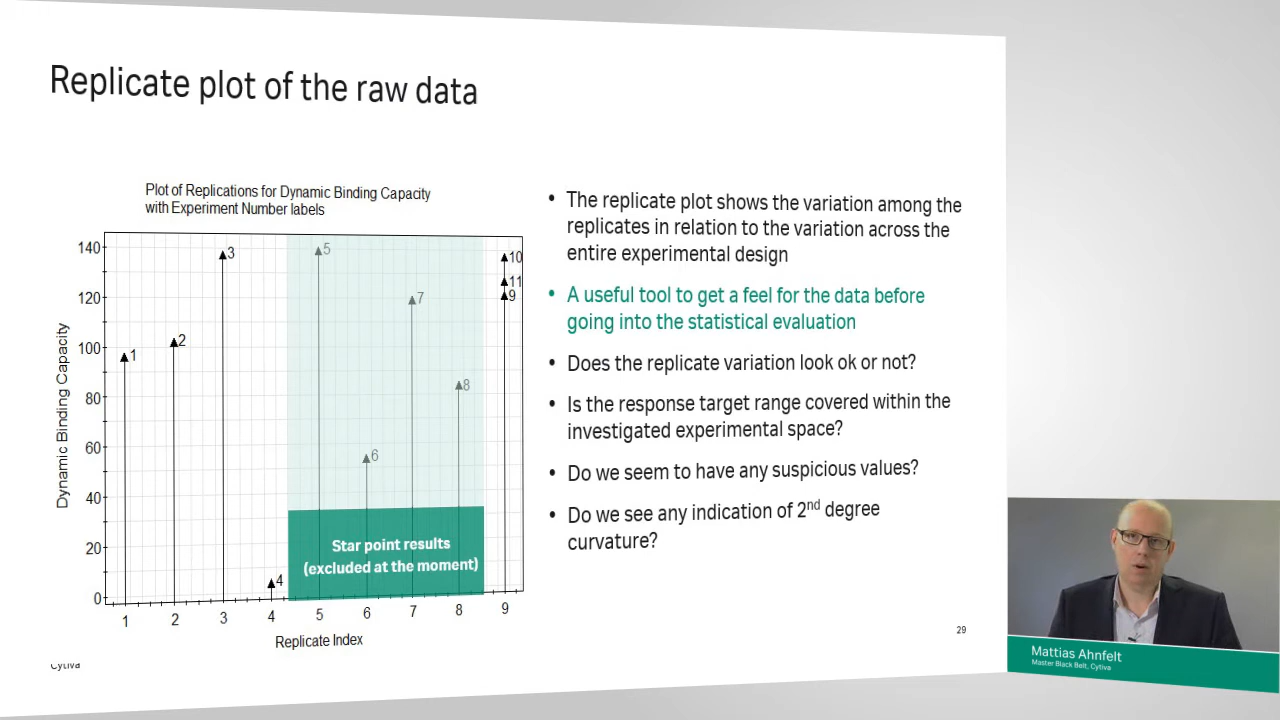 Replicate plot of the raw data
Plot of Replications for Dynamic Binding Capacity
with Experiment Number labels
Dynamic Binding Capacity
140
120
100
80
60
40
20
0
1
2
3
4
5
6
7
8
10
11
9
Star point results
(excluded at the moment)
1 2 3 4 5 6 7 8 9
Replicate Index
• The replicate plot shows the variation among the
replicates in relation to the variation across the
entire experimental design
• A useful tool to get a feel for the data before
going into the statistical evaluation
• Does the replicate variation look ok or not?
• Is the response target range covered within the
investigated experimental space?
• Do we seem to have any suspicious values?
• Do we see any indication of 2nd degree
curvature?
29
Cytiva
Mattias Ahnfelt
Master Black Belt, Cytiva